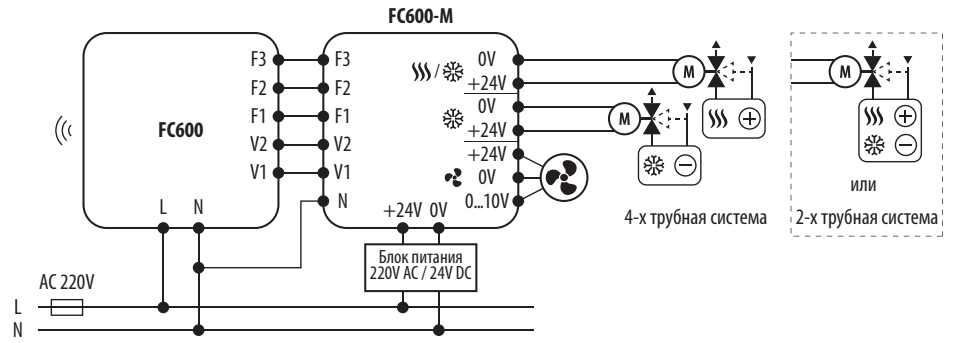 FC600-M
FC600
F3
F2
F1
V2
V1
L N
F3
F2
F1
V2
V1
N
/
0V
+24V
0V
+24V
+24V
0V
0...10V
+24V 0V
Блок питания
220V AC / 24V DC
AC 220V
L
N
M
M
4-х трубная система
M
или
2-х трубная система